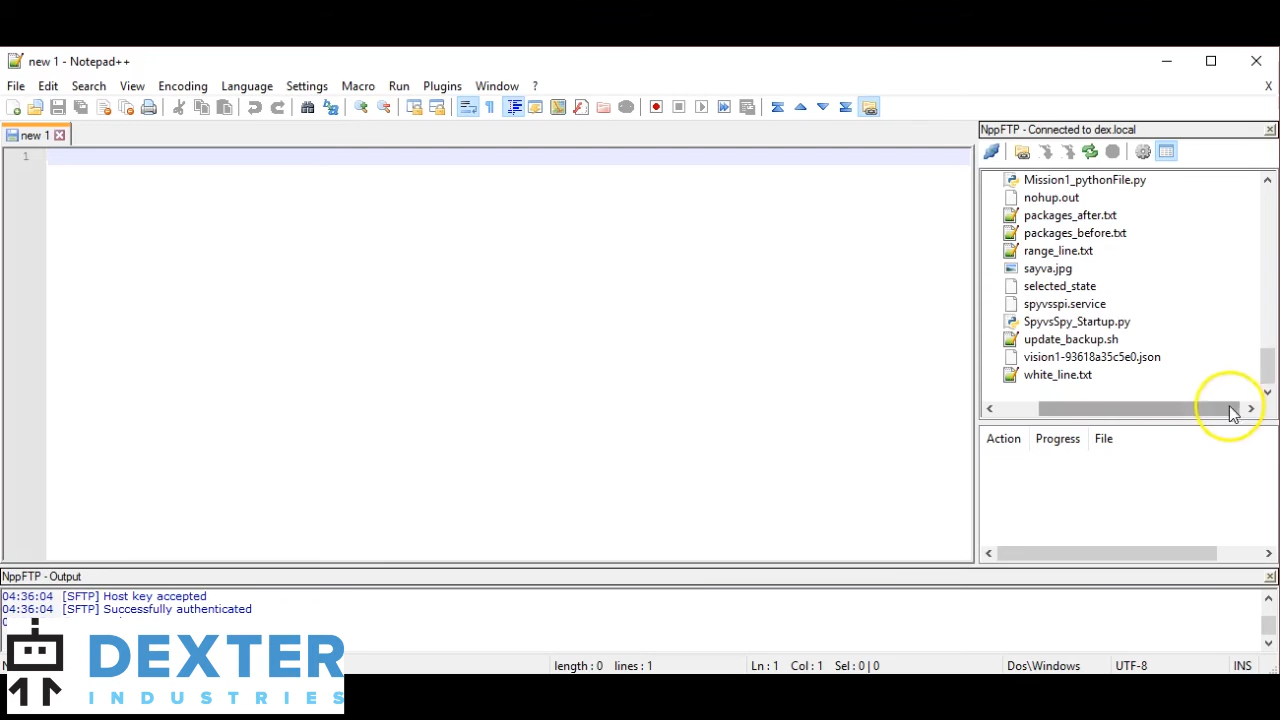 new 1 - Notepad++
File Edit Search View Encoding Language Settings Macro Run Plugins Window ? X
new 1
NppFTP - Connected to dex.local
1
Mission1_pythonFile.py
nohup.out
packages_after.txt
packages_before.txt
range_line.txt
sayva.jpg
selected_state
spyvsspi.service
SpyvsSpy_Startup.py
update_backup.sh
vision1-93618a35c5e0.json
white_line.txt
Action Progress File
NppFTP - Output
04:36:04 [SFTP] Host key accepted
04:36:04 [SFTP] Successfully authenticated
DEXTER
INDUSTRIES
length : 0 lines : 1 Ln : 1 Col : 1 Sel : 0 | 0 Dos\Windows UTF-8 INS